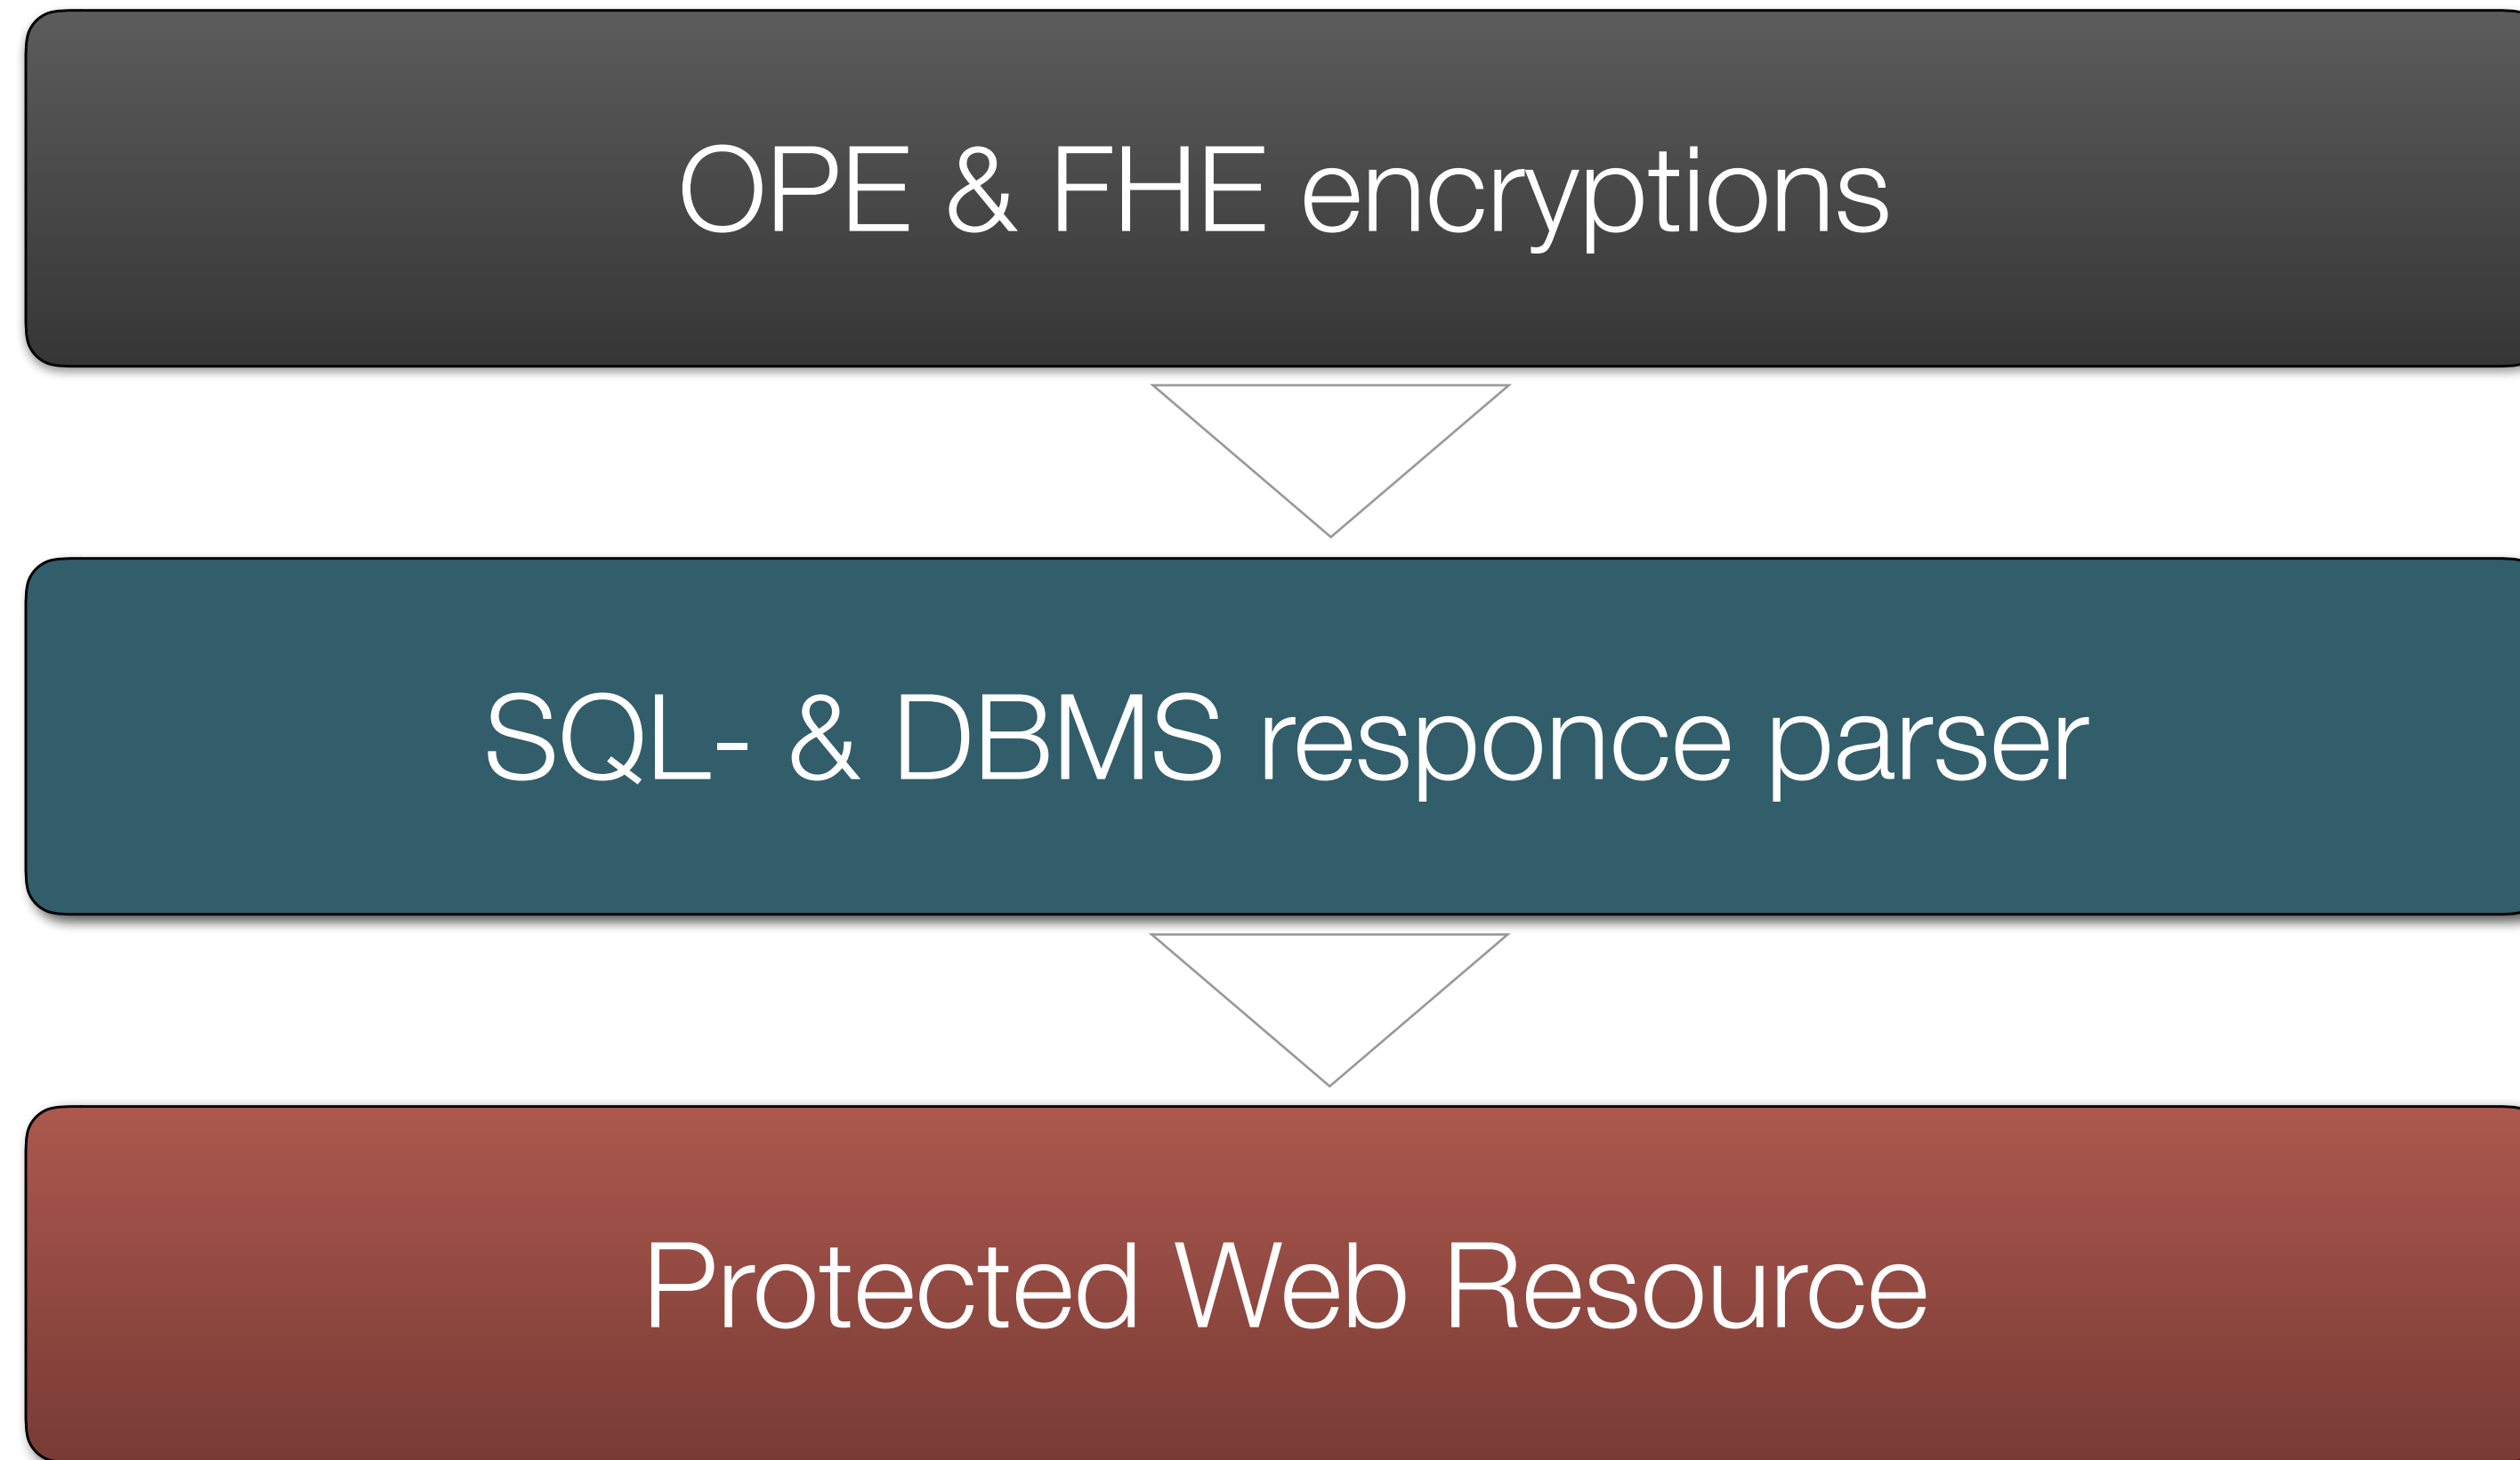 OPE & FHE encryptions
SQL- & DBMS responce parser
Protected Web Resource